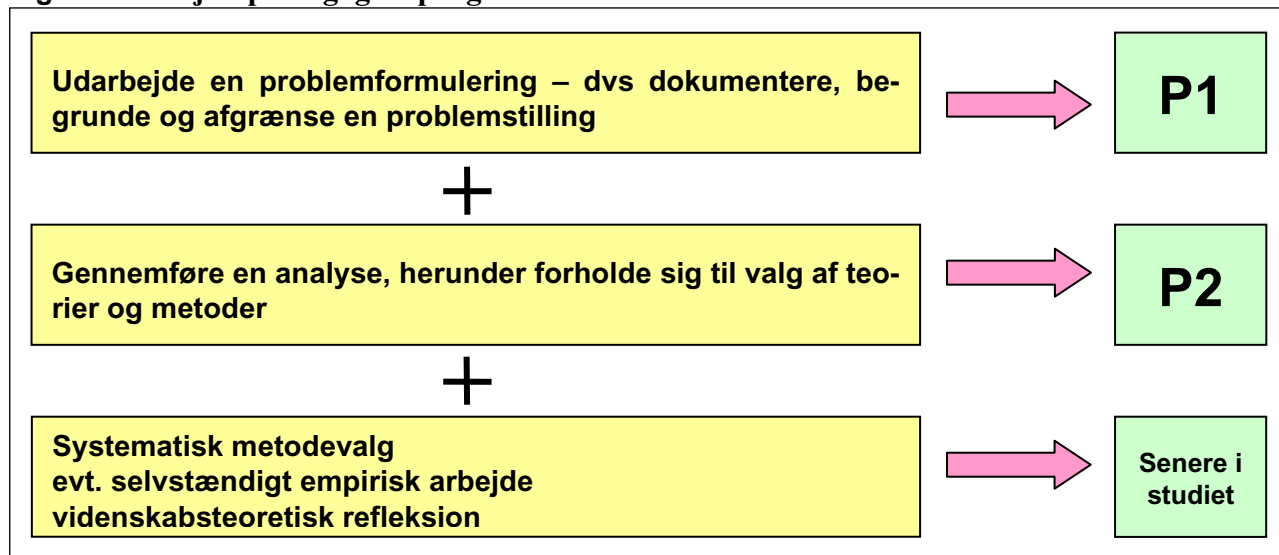 Udarbejde en problemformulering – dvs dokumentere, be-
grunde og afgrænse en problemstilling
P1
+
Gennemføre en analyse, herunder forholde sig til valg af teo-
rier og metoder
P2
+
Systematisk metodevalg
evt. selvstændigt empirisk arbejde
videnskabsteoretisk refleksion
Senere i
studiet